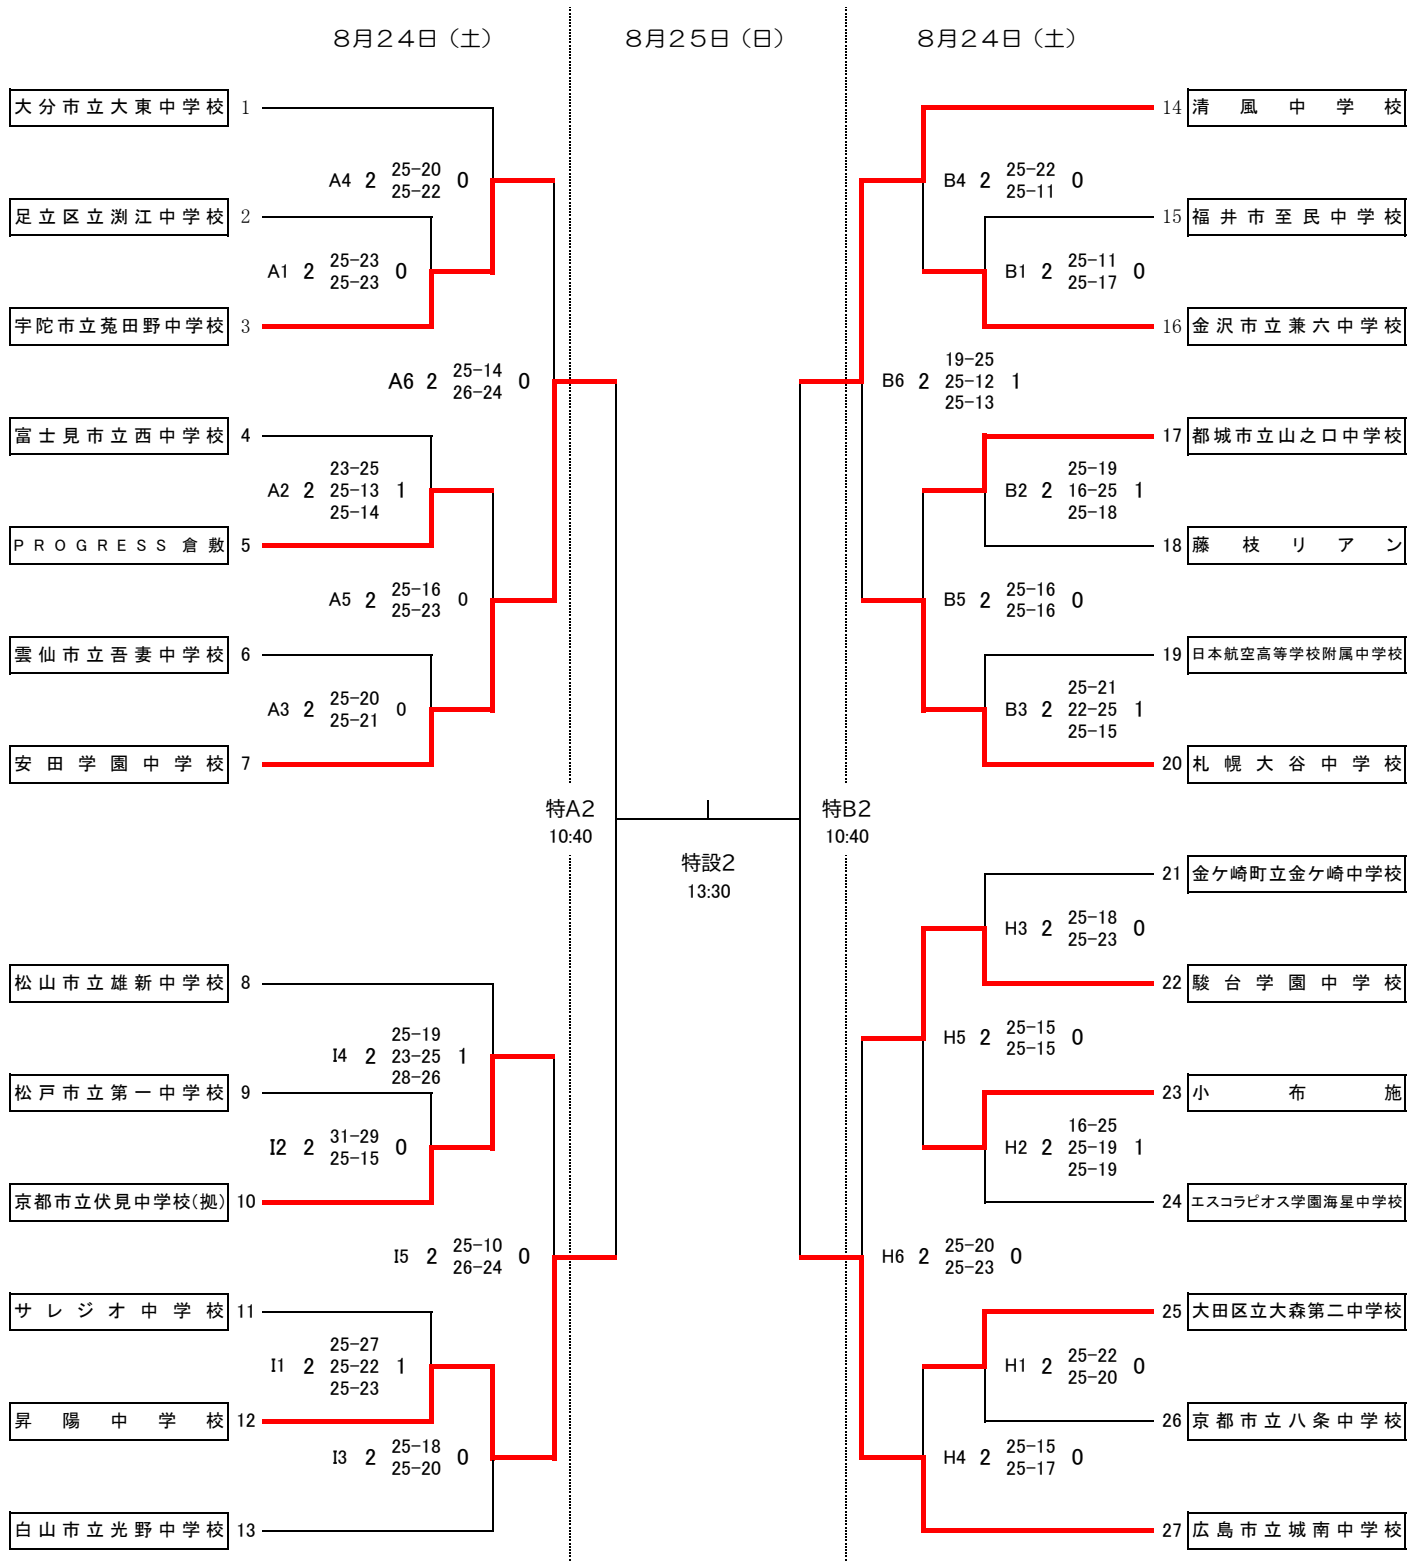 8月24日（土）
8月25日（日）
8月24日（土）
大分市立大東中学校 1
A4 2 25-20 0
25-22
足立区立渕江中学校 2
A1 2 25-23 0
25-23
宇陀市立菟田野中学校 3
A6 2 25-14 0
26-24
富士見市立西中学校 4
A2 2 23-25 1
25-13
25-14
PROGRESS倉敷 5
A5 2 25-16 0
25-23
雲仙市立吾妻中学校 6
A3 2 25-20 0
25-21
安田学園中学校 7
特A2
10:40
松山市立雄新中学校 8
I4 2 25-19 1
23-25
28-26
松戸市立第一中学校 9
I2 2 31-29 0
25-15
京都市立伏見中学校(拠) 10
I5 2 25-10 0
26-24
サレジオ中学校 11
I1 2 25-27 1
25-22
25-23
昇陽中学校 12
I3 2 25-18 0
25-20
白山市立光野中学校 13
特設2
13:30
14 清風中学校
B4 2 25-22 0
25-11
15 福井市至民中学校
B1 2 25-11 0
25-17
16 金沢市立兼六中学校
B6 2 19-25 1
25-12
25-13
17 都城市立山之口中学校
B2 2 25-19 1
16-25
25-18
18 藤枝リアン
B5 2 25-16 0
25-16
19 日本航空高等学校附属中学校
B3 2 25-21 1
22-25
25-15
20 札幌大谷中学校
特B2
10:40
21 金ケ崎町立金ケ崎中学校
H3 2 25-18 0
25-23
22 駿台学園中学校
H5 2 25-15 0
25-15
23 小布施
H2 2 16-25 1
25-19
25-19
24 エスコラピオス学園海星中学校
H6 2 25-20 0
25-23
25 大田区立大森第二中学校
H1 2 25-22 0
25-20
26 京都市立八条中学校
H4 2 25-15 0
25-17
27 広島市立城南中学校